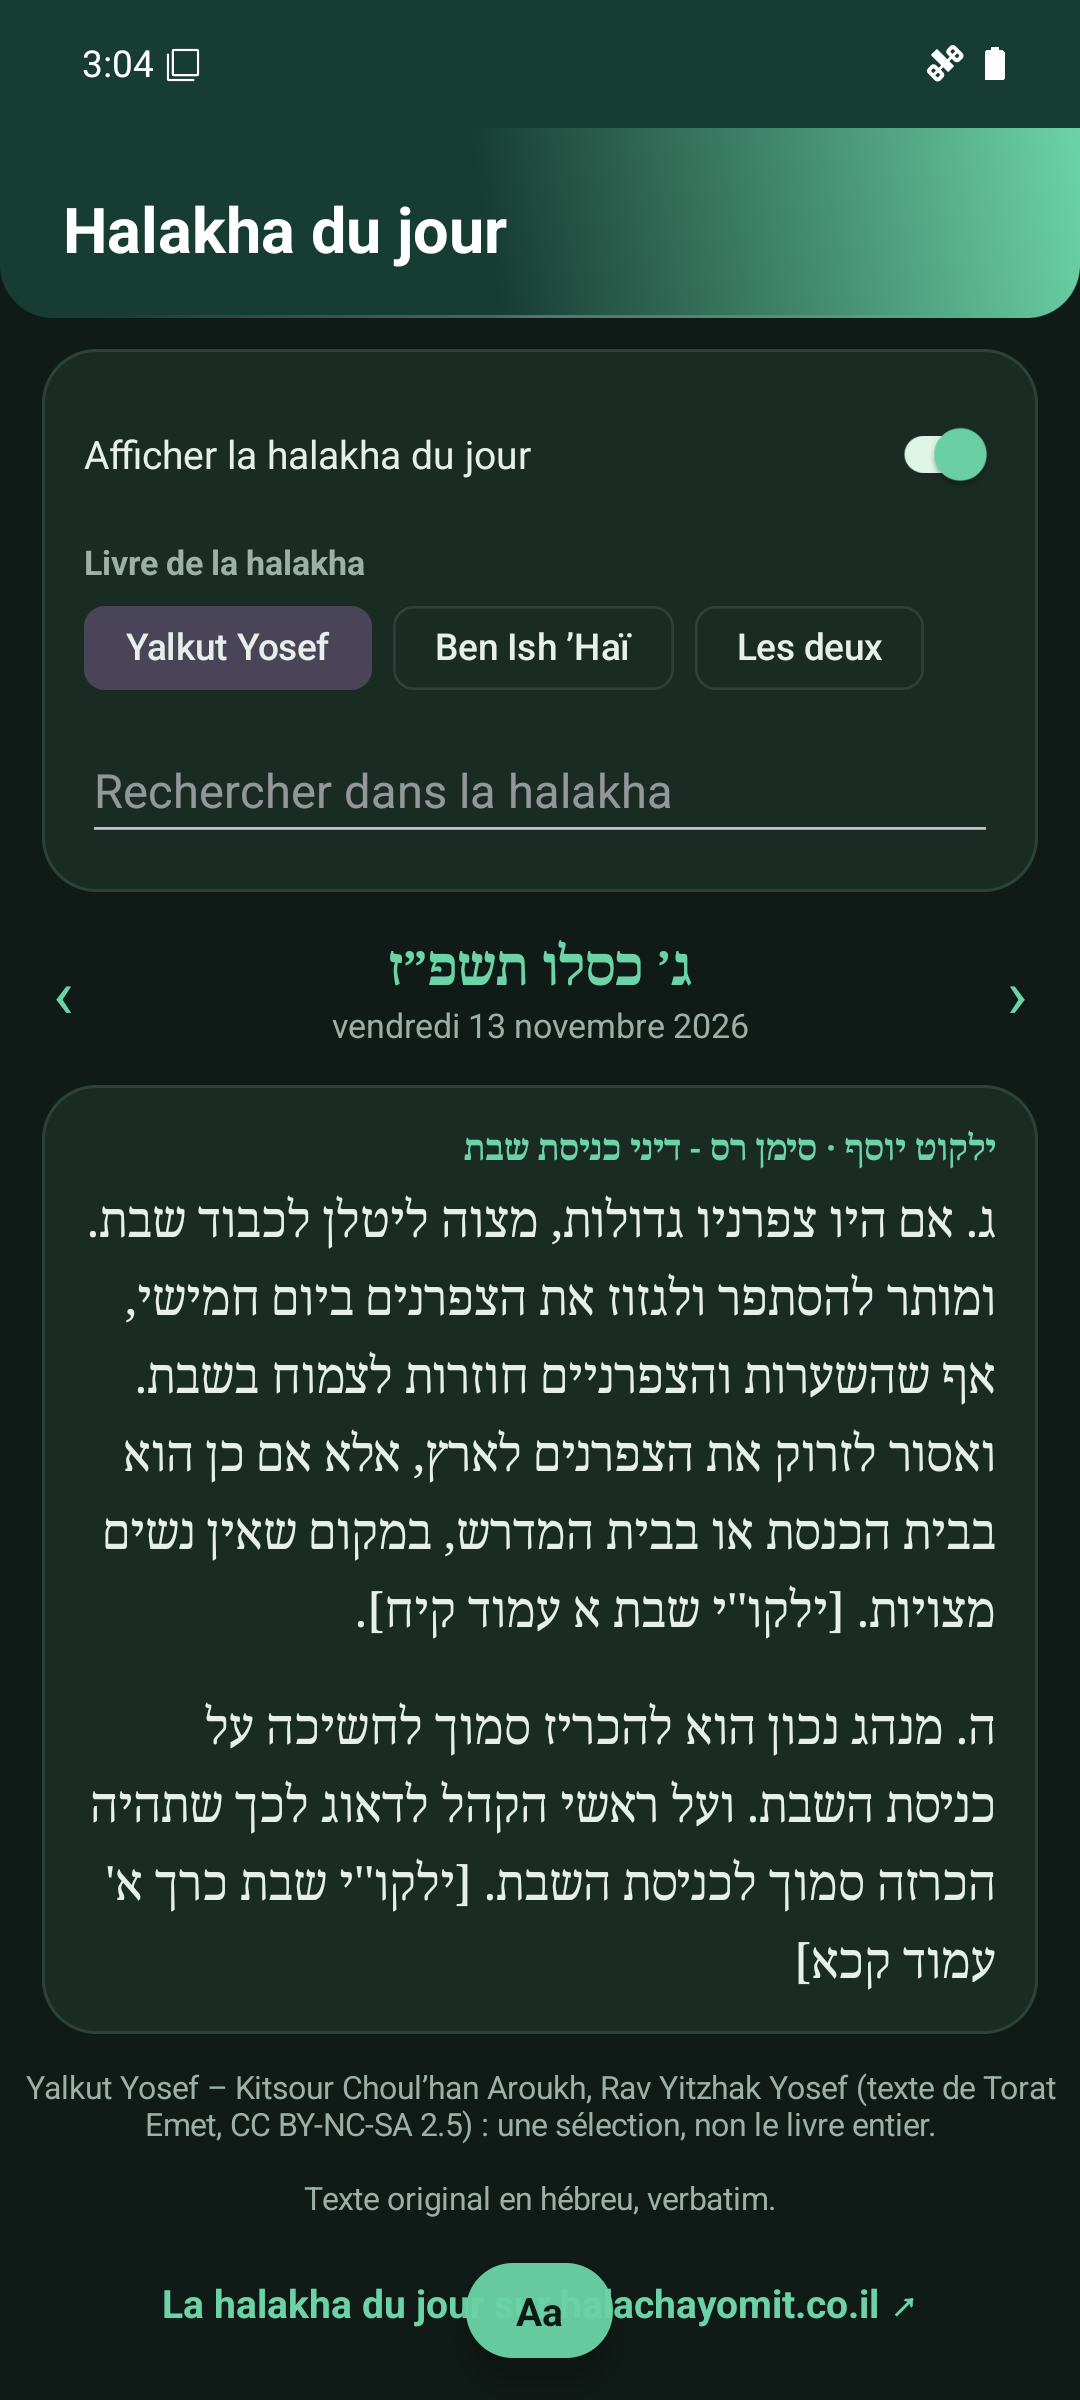 3:04
Halakha du jour
Afficher la halakha du jour
Livre de la halakha
Yalkut Yosef
Ben Ish ’Haï
Les deux
Rechercher dans la halakha
‹
ג׳ כסלו תשפ״ז
›
vendredi 13 novembre 2026
ילקוט יוסף · סימן רס - דיני כניסת שבת
ג. אם היו צפרניו גדולות, מצוה ליטלן לכבוד שבת.
ומותר להסתפר ולגזוז את הצפרנים ביום חמישי,
אף שהשערות והצפרניים חוזרות לצמוח בשבת.
ואסור לזרוק את הצפרנים לארץ, אלא אם כן הוא
בבית הכנסת או בבית המדרש, במקום שאין נשים
מצויות. [ילקו''י שבת א עמוד קיח].
ה. מנהג נכון הוא להכריז סמוך לחשיכה על
כניסת השבת. ועל ראשי הקהל לדאוג לכך שתהיה
הכרזה סמוך לכניסת השבת. [ילקו''י שבת כרך א'
עמוד קכא]
Yalkut Yosef – Kitsour Choul’han Aroukh, Rav Yitzhak Yosef (texte de Torat
Emet, CC BY-NC-SA 2.5) : une sélection, non le livre entier.
Texte original en hébreu, verbatim.
La halakha du jour sur halachayomit.co.il ↗
Aa